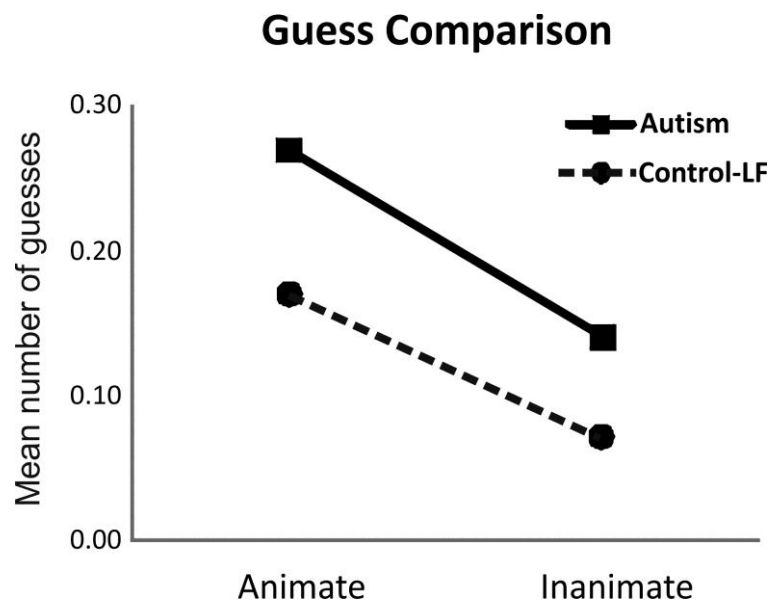 Guess Comparison
Mean number of guesses
0.30
0.20
0.10
0.00
Autism
Control-LF
Animate
Inanimate